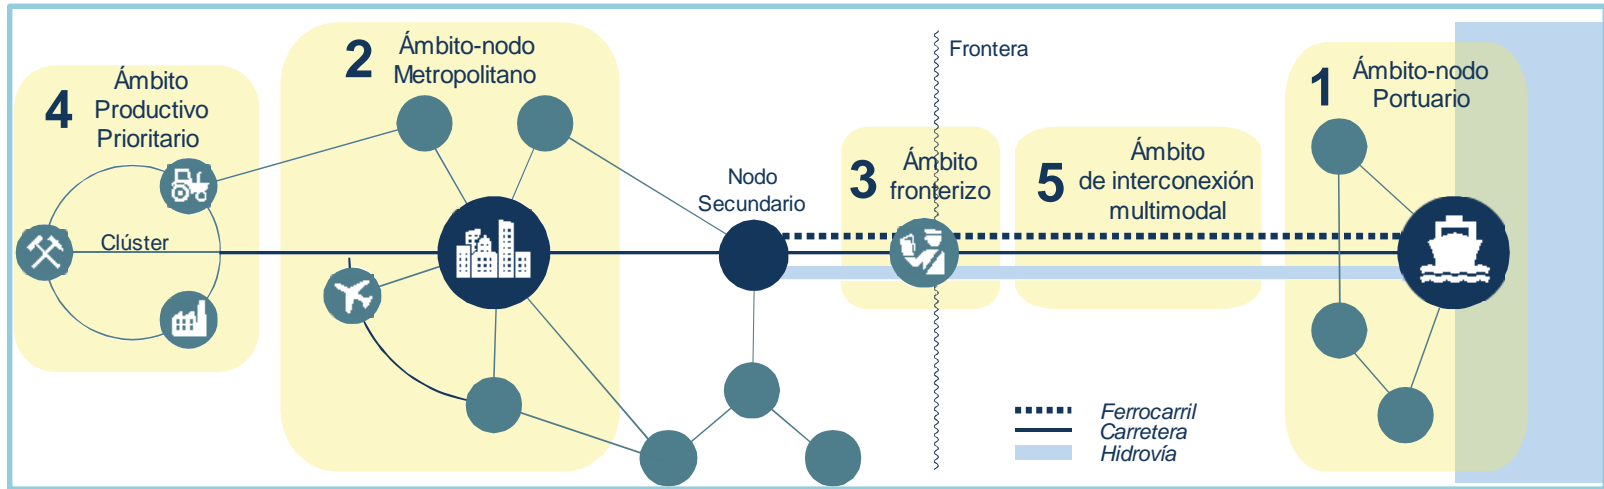 4
Ámbito
Productivo
Prioritario
Clúster
2
Ámbito-nodo
Metropolitano
Nodo
Secundario
Frontera
3
Ámbito
fronterizo
5
Ámbito
de interconexión
multimodal
1
Ámbito-nodo
Portuario
Ferrocarril
Carretera
Hidrovía